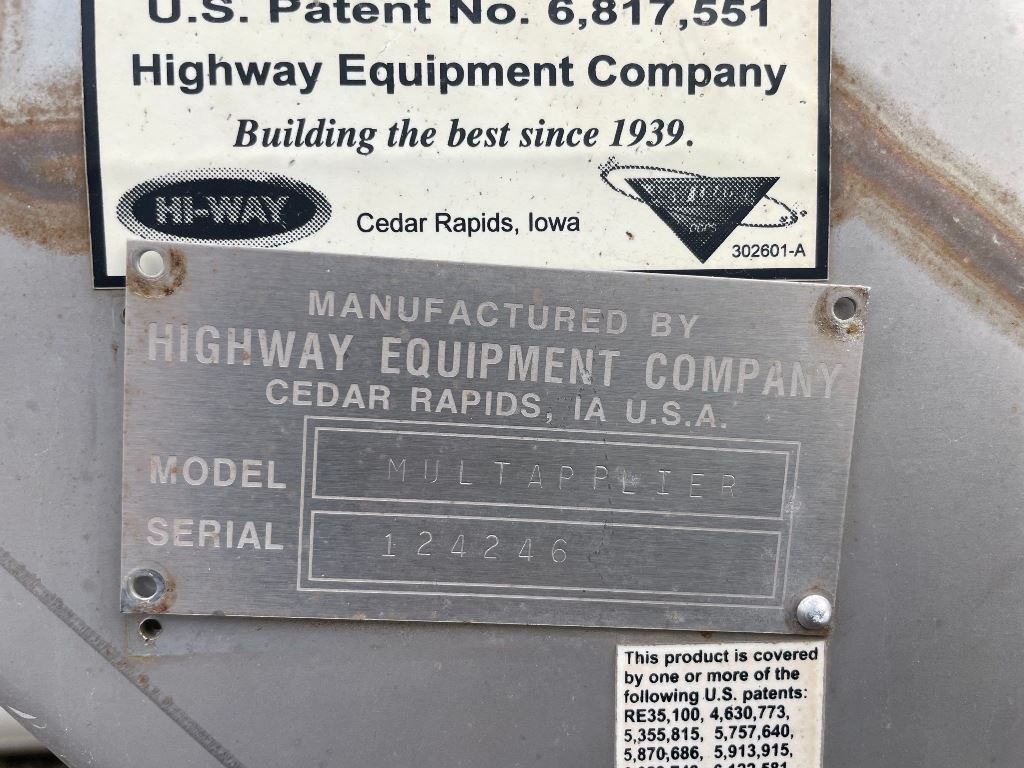 U.S. Patent No. 6,817,551
Highway Equipment Company
Building the best since 1939.
HI-WAY
Cedar Rapids, Iowa
302601-A
MANUFACTURED BY
HIGHWAY EQUIPMENT COMPANY
CEDAR RAPIDS, IA U.S.A.
MODEL MULTAPPLIER
SERIAL 124246
This product is covered
by one or more of the
following U.S. patents:
RE35,100, 4,630,773,
5,355,815, 5,757,640,
5,870,686, 5,913,915,